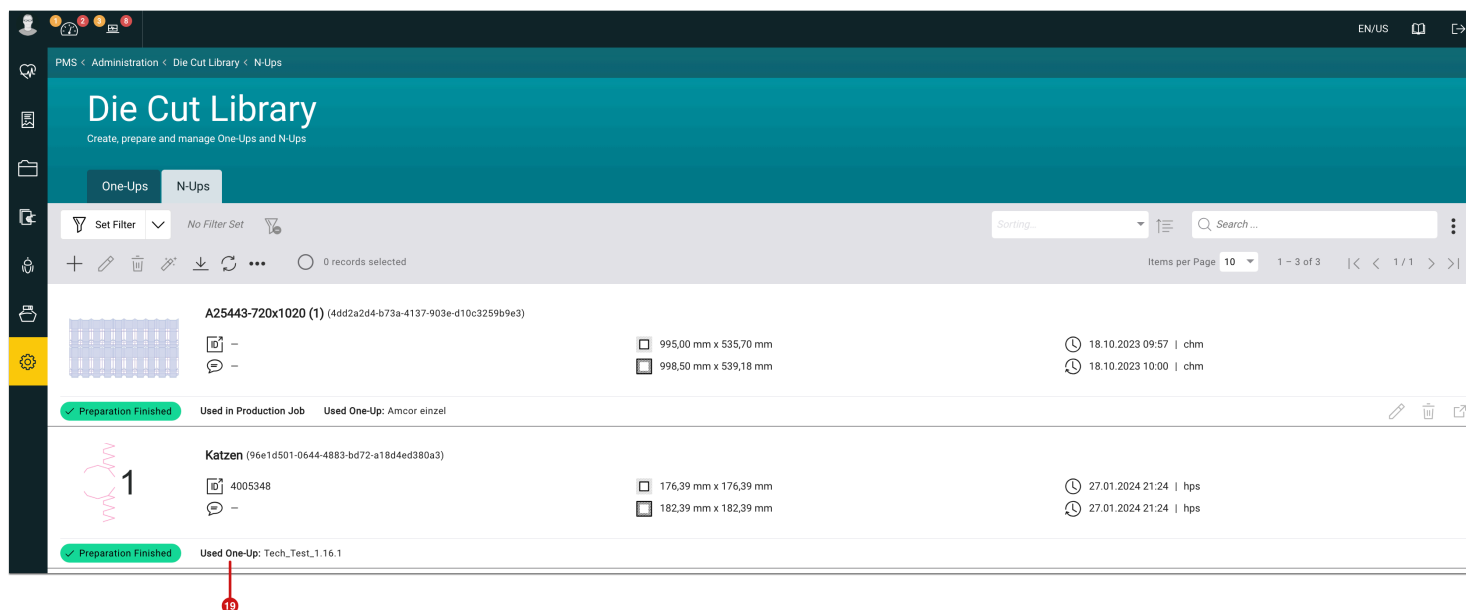 1 2 3 8 EN/US
PMS < Administration < Die Cut Library < N-Ups
Die Cut Library
Create, prepare and manage One-Ups and N-Ups
One-Ups N-Ups
Set Filter No Filter Set Sorting... Search ...
0 records selected Items per Page 10 1 – 3 of 3 1 / 1
A25443-720x1020 (1) (4dd2a2d4-b73a-4137-903e-d10c3259b9e3)
ID – 995,00 mm x 535,70 mm 18.10.2023 09:57 | chm
– 998,50 mm x 539,18 mm 18.10.2023 10:00 | chm
Preparation Finished Used in Production Job Used One-Up: Amcor einzel
Katzen (96e1d501-0644-4883-bd72-a18d4ed380a3)
1
ID 4005348 176,39 mm x 176,39 mm 27.01.2024 21:24 | hps
– 182,39 mm x 182,39 mm 27.01.2024 21:24 | hps
Preparation Finished Used One-Up: Tech_Test_1.16.1
19